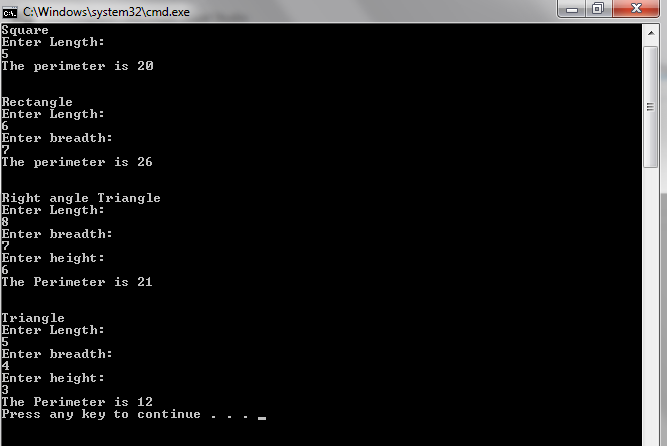 C:\Windows\system32\cmd.exe
Square
Enter Length:
5
The perimeter is 20
Rectangle
Enter Length:
6
Enter breadth:
7
The perimeter is 26
Right angle Triangle
Enter Length:
8
Enter breadth:
7
Enter height:
6
The Perimeter is 21
Triangle
Enter Length:
5
Enter breadth:
4
Enter height:
3
The Perimeter is 12
Press any key to continue . . . _